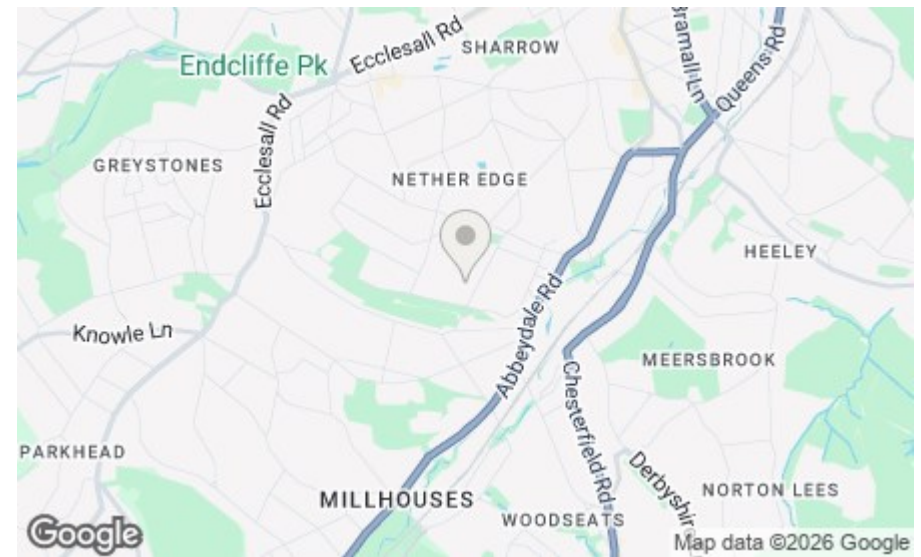 Ecclesall Rd
SHARROW
Bramall Ln
Queens Rd
Endcliffe Pk
GREYSTONES
Ecclesall Rd
NETHER EDGE
HEELEY
Knowle Ln
Abbeydale Rd
MEERSBROOK
Chesterfield Rd
PARKHEAD
MILLHOUSES
Derbyshir
NORTON LEES
WOODSEATS
Google
Map data ©2026 Google